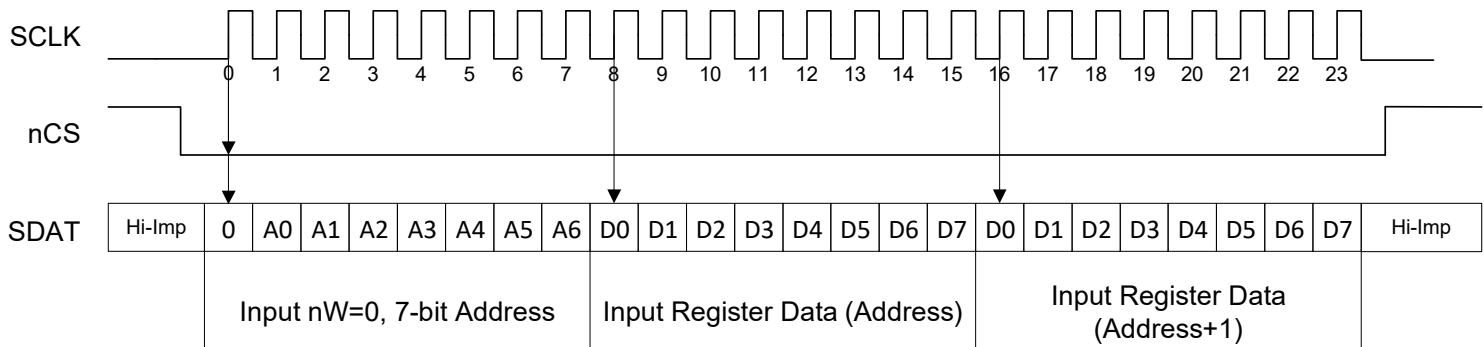 SCLK
0 1 2 3 4 5 6 7 8 9 10 11 12 13 14 15 16 17 18 19 20 21 22 23
nCS
SDAT Hi-Imp 0 A0 A1 A2 A3 A4 A5 A6 D0 D1 D2 D3 D4 D5 D6 D7 D0 D1 D2 D3 D4 D5 D6 D7 Hi-Imp
Input nW=0, 7-bit Address Input Register Data (Address) Input Register Data
(Address+1)